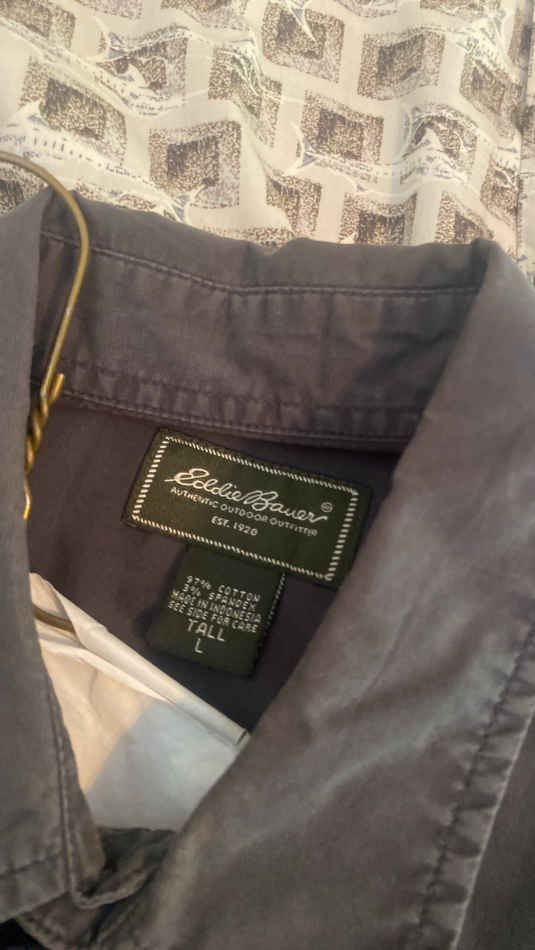 Eddie Bauer®
AUTHENTIC OUTDOOR OUTFITTER
EST. 1920
97% COTTON
3% SPANDEX
MADE IN INDONESIA
SEE SIDE FOR CARE
TALL
L